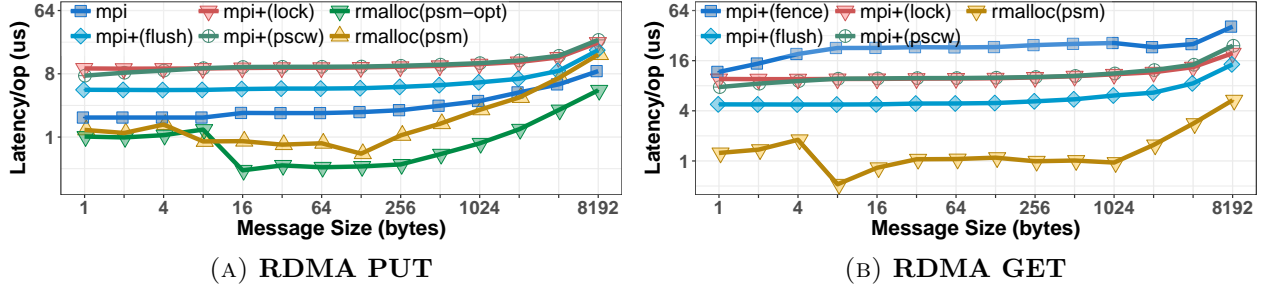 64
8
1
Latency/op (us)
mpi
mpi+(lock)
rmalloc(psm−opt)
mpi+(flush)
mpi+(pscw)
rmalloc(psm)
1
4
16
64
256
1024
8192
Message Size (bytes)
(A) RDMA PUT
64
16
4
1
Latency/op (us)
mpi+(fence)
mpi+(lock)
rmalloc(psm)
mpi+(flush)
mpi+(pscw)
1
4
16
64
256
1024
8192
Message Size (bytes)
(B) RDMA GET